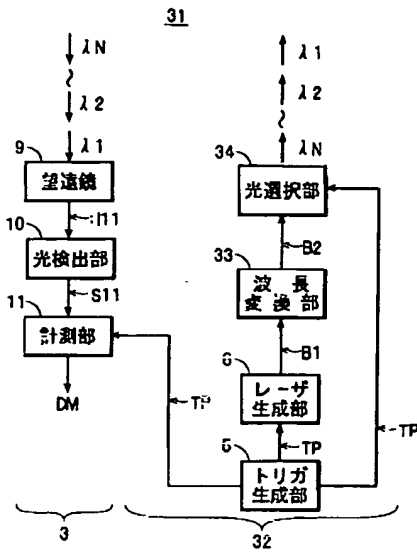 31
λN
λ2
λ1
9
望遠鏡
10
光検出部
S11
11
計測部
DM
TP
3
λ1
λ2
λN
34
光選択部
B2
33
波長
変換部
B1
6
レーザ
生成部
TP
5
トリガ
生成部
TP
32